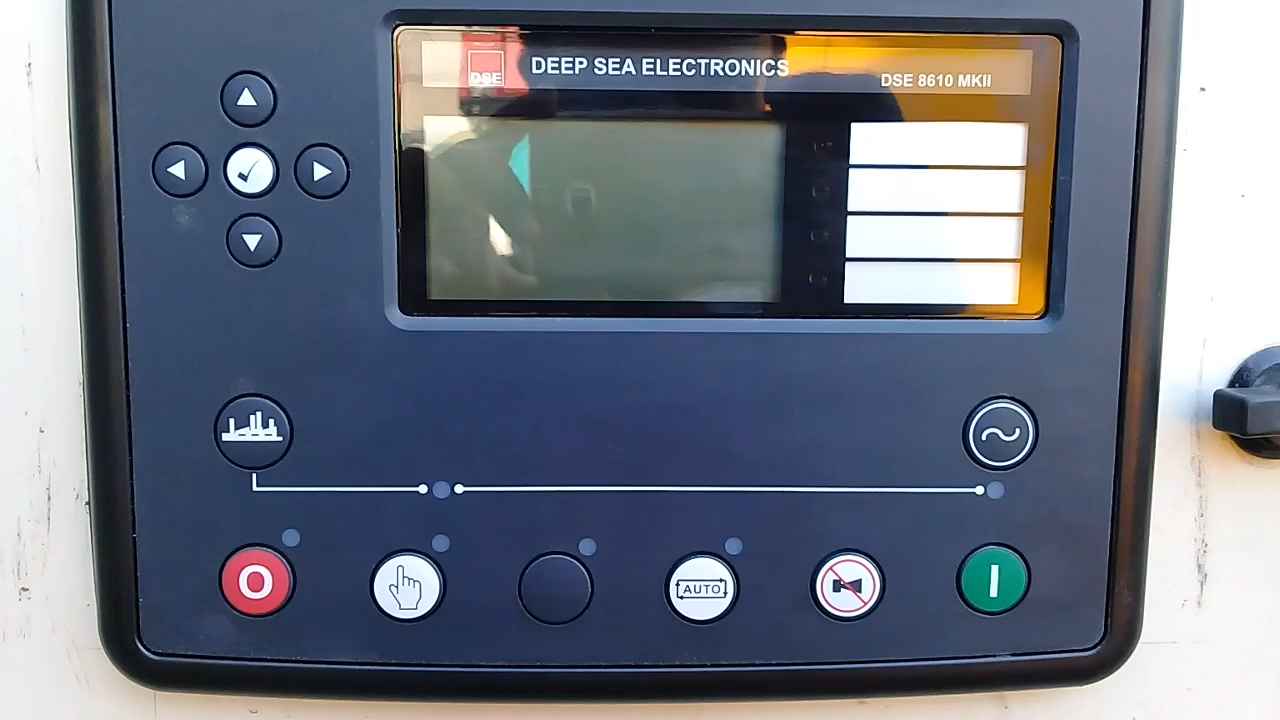 DSE
DEEP SEA ELECTRONICS
DSE 8610 MKII
O
AUTO
I